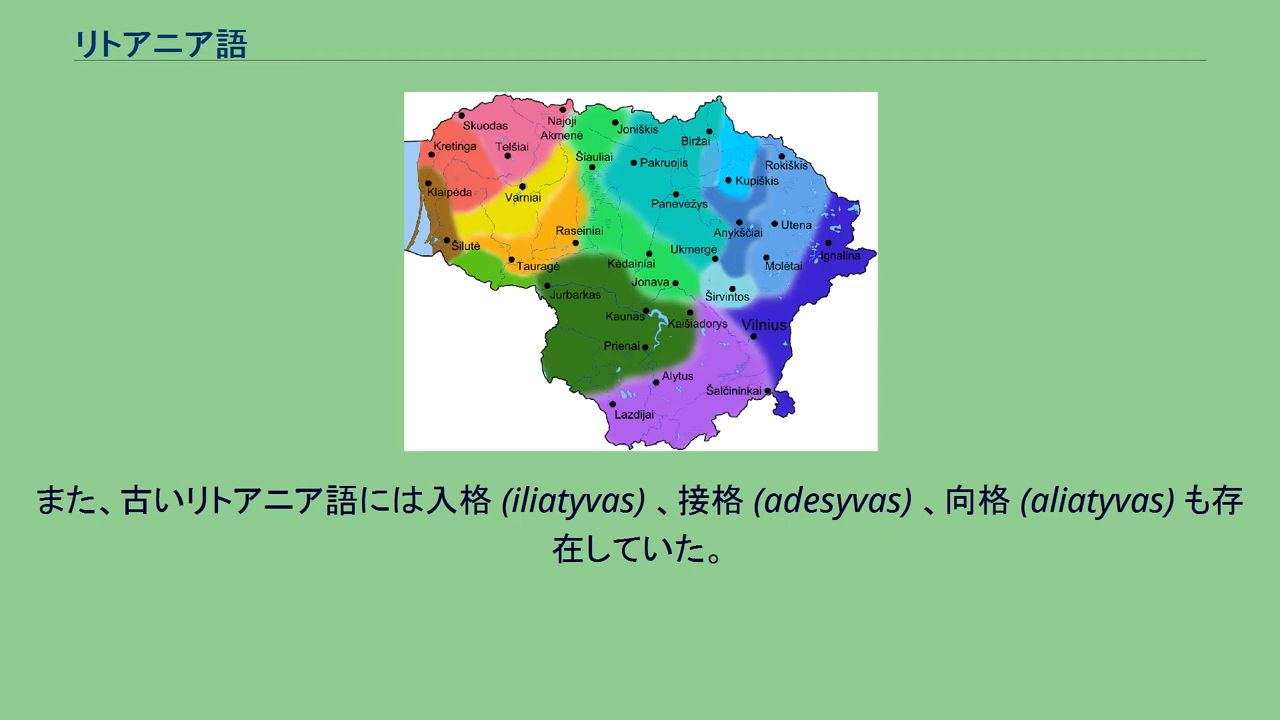 リトアニア語
Skuodas
Najoji
Akmenė
Joniškis
Biržai
Kretinga
Telšiai
Šiauliai
Pakruojis
Rokiškis
Kupiškis
Klaipėda
Varniai
Panevėžys
Utena
Anykščiai
Raseiniai
Šilutė
Ukmergė
Ignalina
Tauragė
Kėdainiai
Molėtai
Jonava
Širvintos
Jurbarkas
Kaunas
Kaišiadorys
Vilnius
Prienai
Alytus
Šalčininkai
Lazdijai
また、古いリトアニア語には入格 (iliatyvas) 、接格 (adesyvas) 、向格 (aliatyvas) も存
在していた。